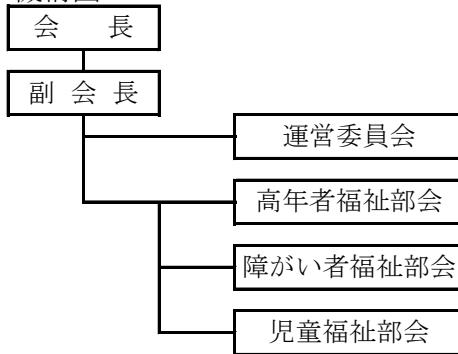 会長
副会長
運営委員会
高年者福祉部会
障がい者福祉部会
児童福祉部会